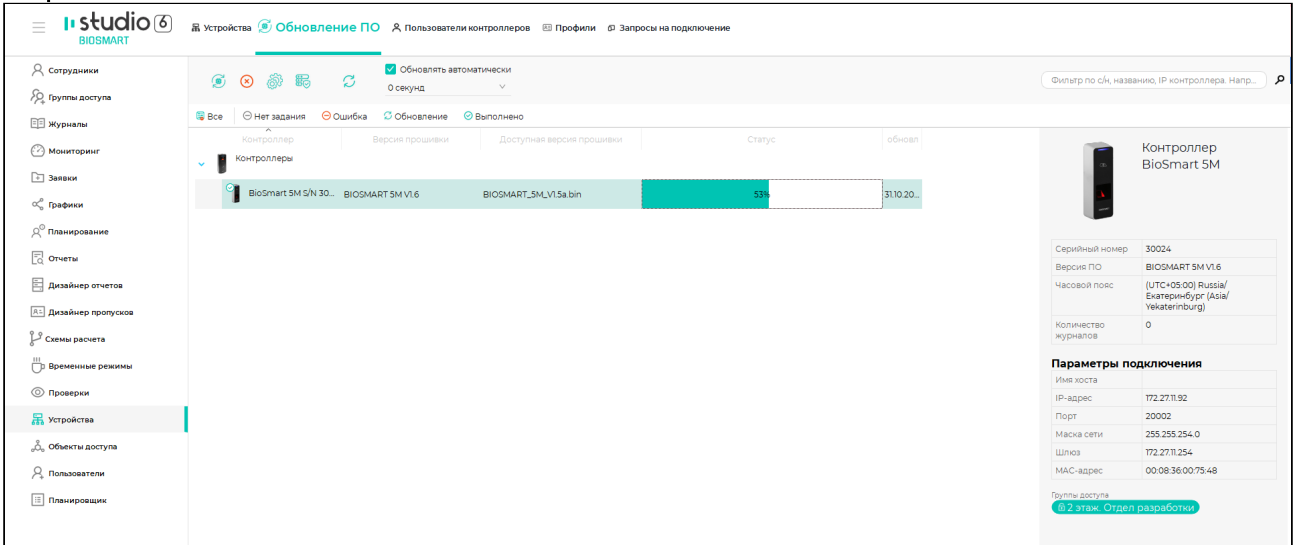 studio 6
BIOSMART
Устройства Обновление ПО Пользователи контроллеров Профили Запросы на подключение
Сотрудники
Группы доступа
Журналы
Мониторинг
Заявки
Графики
Планирование
Отчеты
Дизайнер отчетов
Дизайнер пропусков
Схемы расчета
Временные режимы
Проверки
Устройства
Объекты доступа
Пользователи
Планировщик
Обновлять автоматически
0 секунд
Фильтр по с/н, названию, IP контроллера. Напр...
Все Нет задания Ошибка Обновление Выполнено
Контроллер Версия прошивки Доступная версия прошивки Статус обновл
Контроллеры
BioSmart 5M S/N 30... BIOSMART 5M V1.6 BIOSMART_5M_V1.5a.bin 53% 31.10.20...
Контроллер
BioSmart 5M
Серийный номер 30024
Версия ПО BIOSMART 5M V1.6
Часовой пояс (UTC+05:00) Russia/
Екатеринбург (Asia/
Yekaterinburg)
Количество 0
журналов
Параметры подключения
Имя хоста
IP-адрес 172.27.11.92
Порт 20002
Маска сети 255.255.254.0
Шлюз 172.27.11.254
MAC-адрес 00:08:36:00:75:48
Группы доступа
2 этаж. Отдел разработки